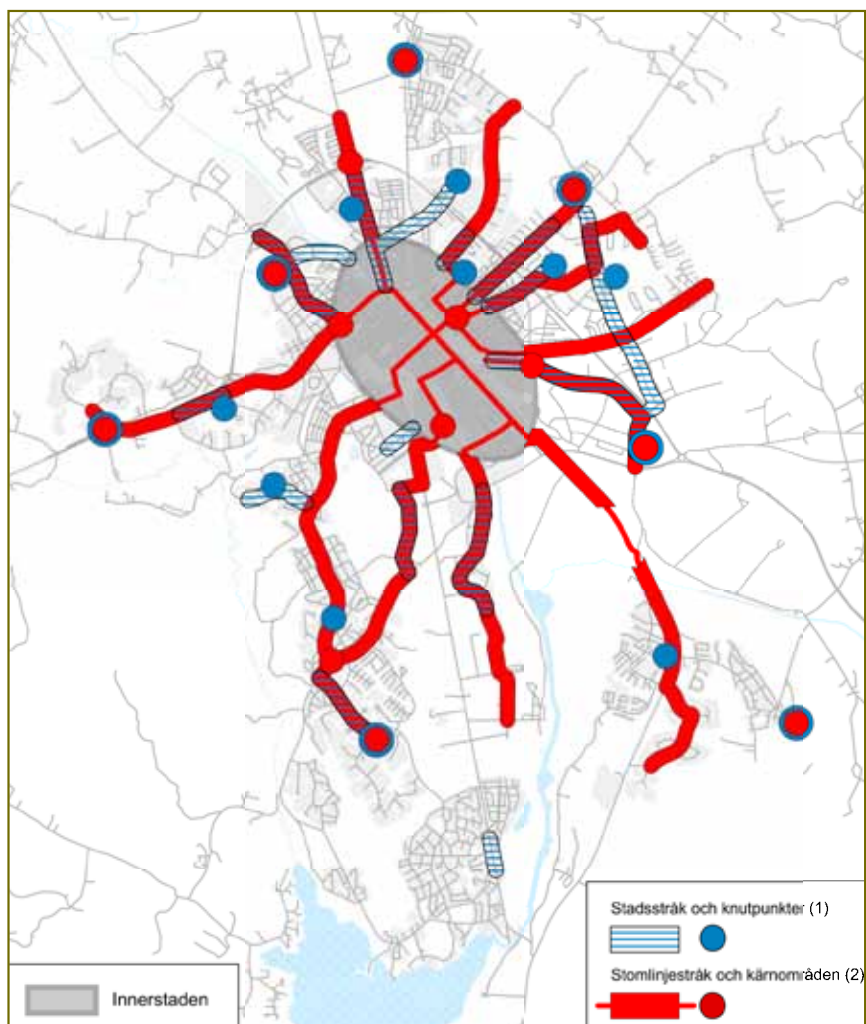 Stadsstråk och knutpunkter (1)
Stomlinjestråk och kärnområden (2)
Innerstaden